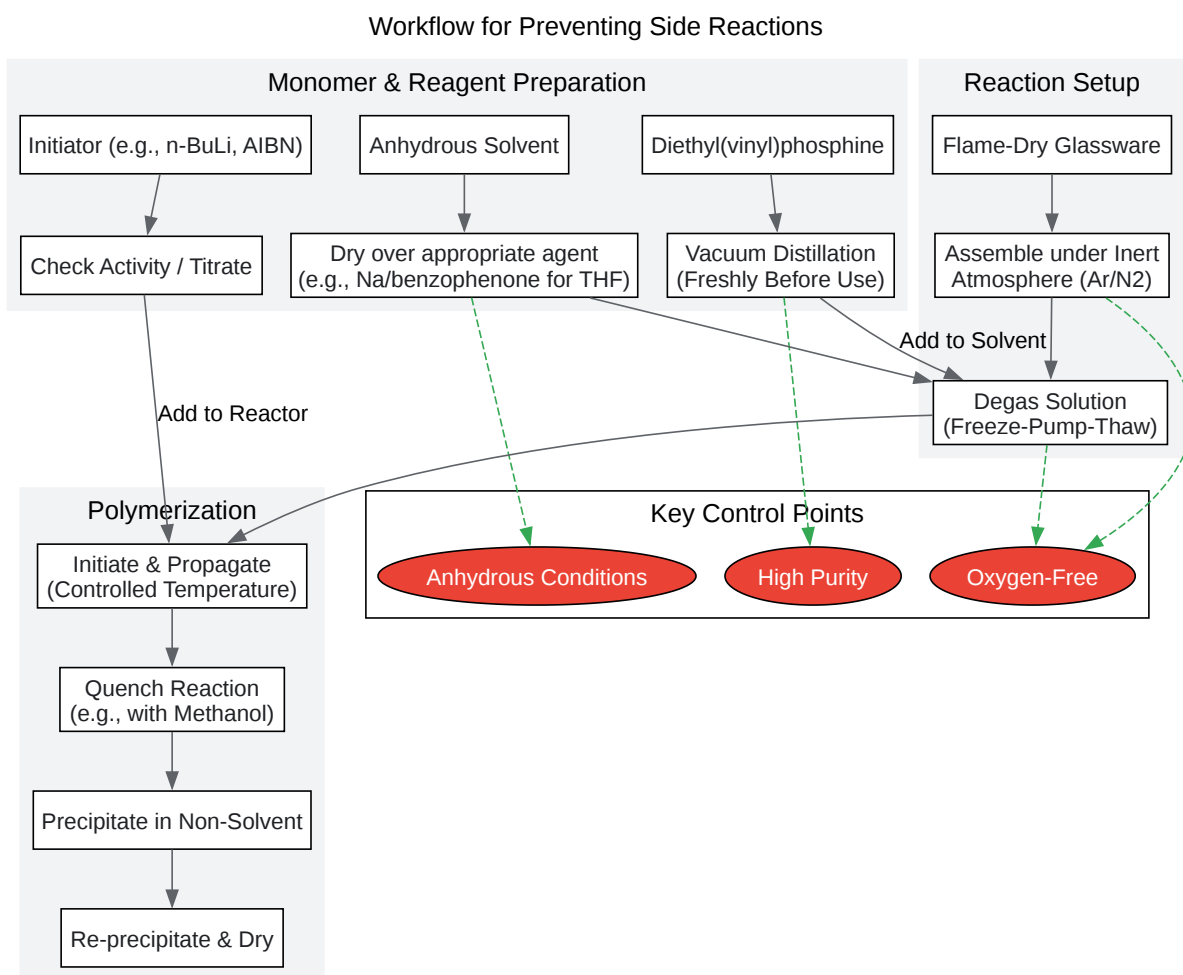 Workflow for Preventing Side Reactions
Monomer & Reagent Preparation
Reaction Setup
Initiator (e.g., n-BuLi, AIBN)
Anhydrous Solvent
Diethyl(vinyl)phosphine
Flame-Dry Glassware
Check Activity / Titrate
Dry over appropriate agent
(e.g., Na/benzophenone for THF)
Vacuum Distillation
(Freshly Before Use)
Assemble under Inert
Atmosphere (Ar/N2)
Add to Solvent
Add to Reactor
Degas Solution
(Freeze-Pump-Thaw)
Polymerization
Key Control Points
Initiate & Propagate
(Controlled Temperature)
Anhydrous Conditions
High Purity
Oxygen-Free
Quench Reaction
(e.g., with Methanol)
Precipitate in Non-Solvent
Re-precipitate & Dry